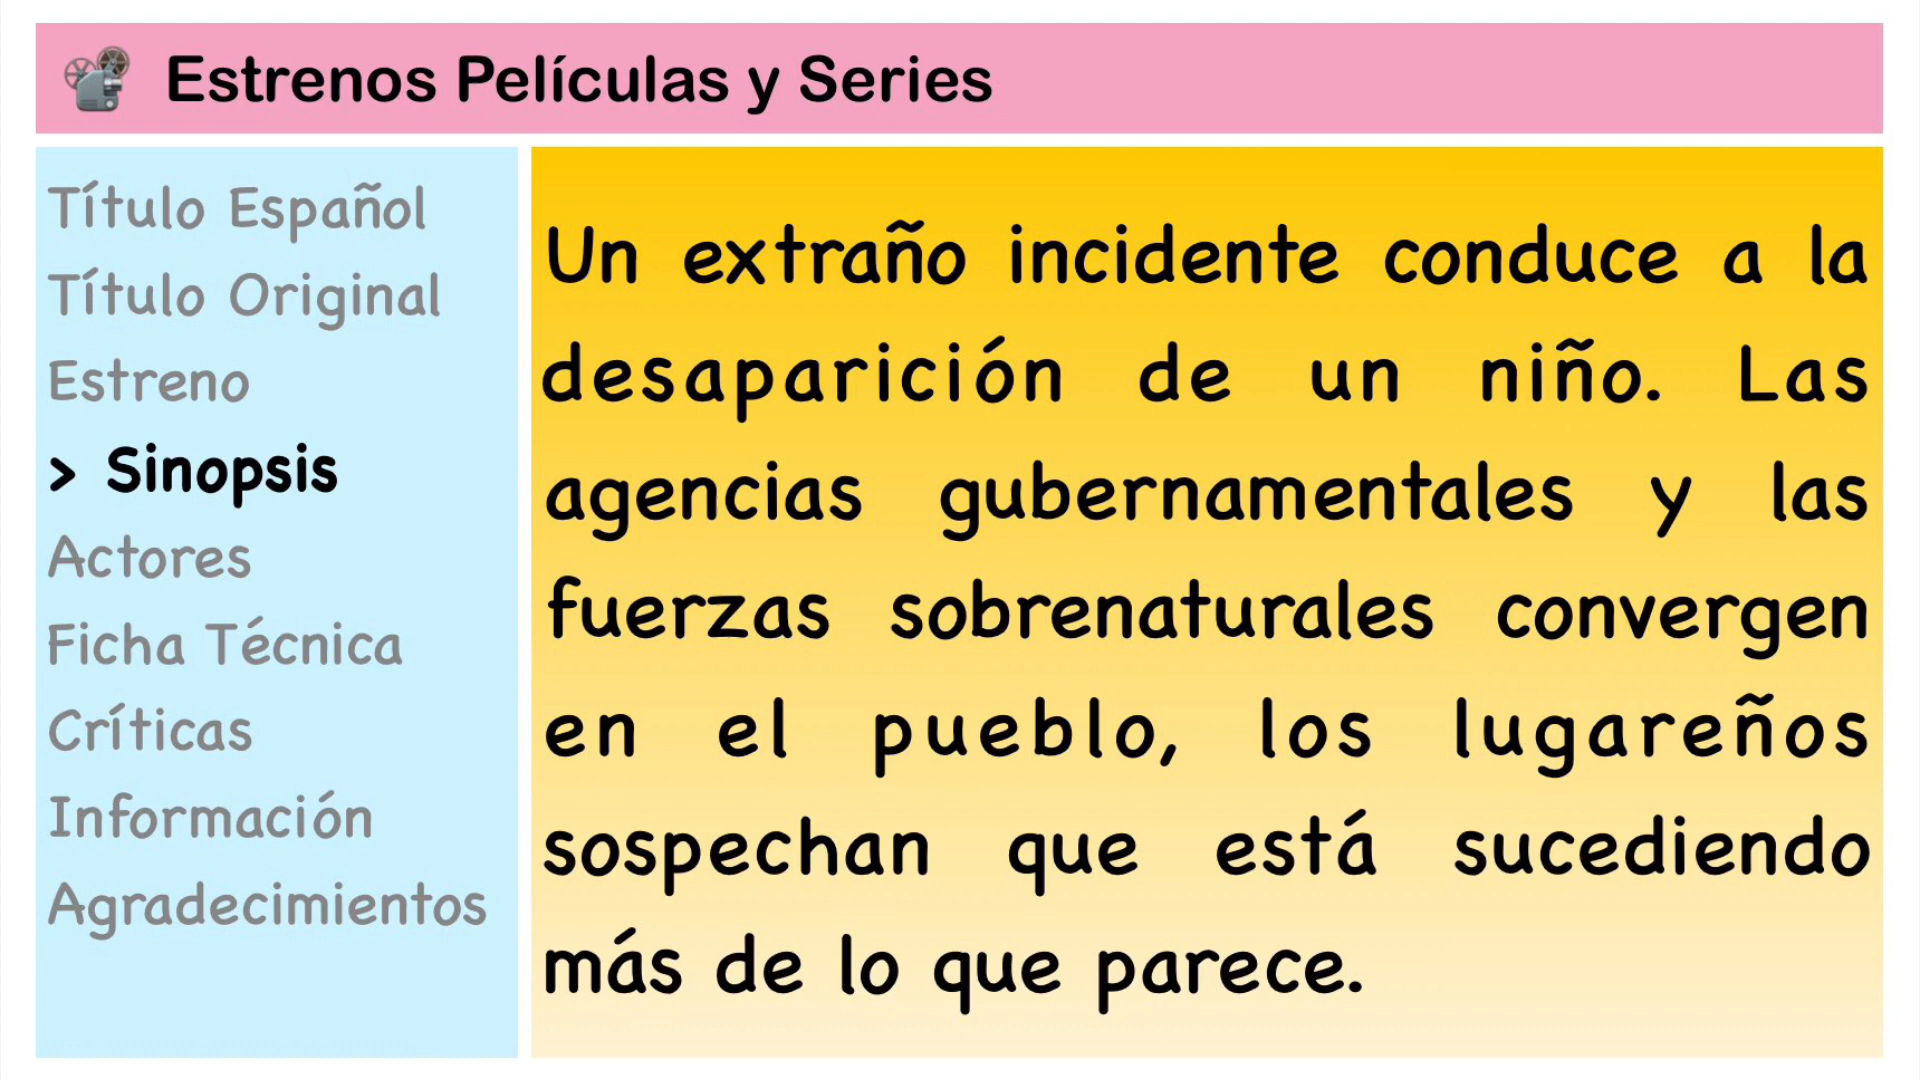 Estrenos Películas y Series
Título Español
Título Original
Estreno
> Sinopsis
Actores
Ficha Técnica
Críticas
Información
Agradecimientos
Un extraño incidente conduce a la
desaparición de un niño. Las
agencias gubernamentales y las
fuerzas sobrenaturales convergen
en el pueblo, los lugareños
sospechan que está sucediendo
más de lo que parece.